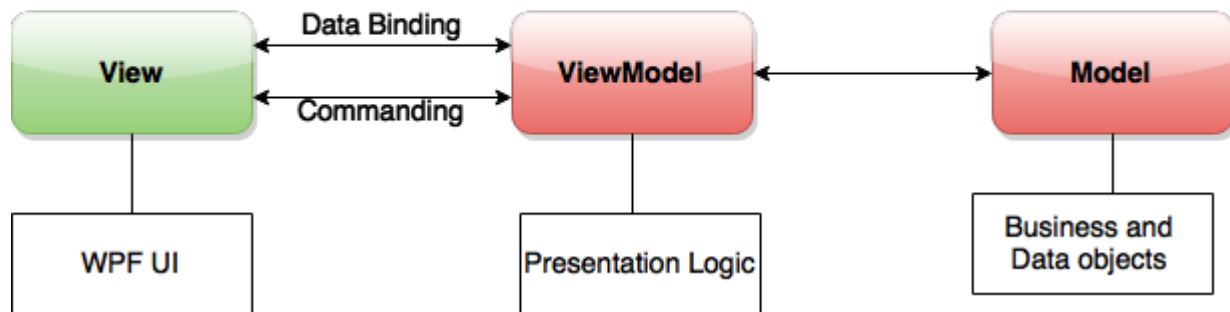 Data Binding
View
ViewModel
Model
Commanding
WPF UI
Presentation Logic
Business and
Data objects